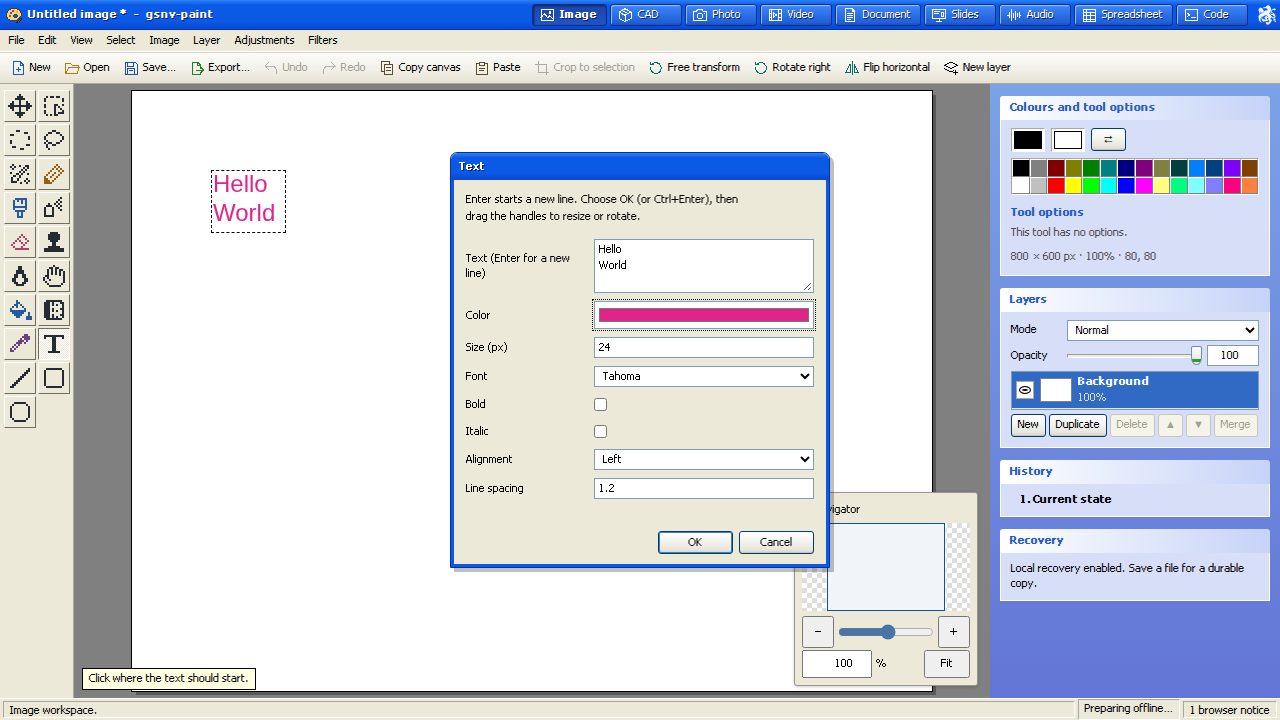 Untitled image * - gsnv-paint
Image
CAD
Photo
Video
Document
Slides
Audio
Spreadsheet
Code
File
Edit
View
Select
Image
Layer
Adjustments
Filters
New
Open
Save...
Export...
Undo
Redo
Copy canvas
Paste
Crop to selection
Free transform
Rotate right
Flip horizontal
New layer
Hello
World
Text
Enter starts a new line. Choose OK (or Ctrl+Enter), then
drag the handles to resize or rotate.
Text (Enter for a new
line)
Hello
World
Color
Size (px)
24
Font
Tahoma
Bold
Italic
Alignment
Left
Line spacing
1.2
OK
Cancel
vigator
−
+
100
%
Fit
Click where the text should start.
Colours and tool options
Tool options
This tool has no options.
800 × 600 px · 100% · 80, 80
Layers
Mode
Normal
Opacity
100
Background
100%
New
Duplicate
Delete
▲
▼
Merge
History
1. Current state
Recovery
Local recovery enabled. Save a file for a durable
copy.
Image workspace.
Preparing offline...
1 browser notice